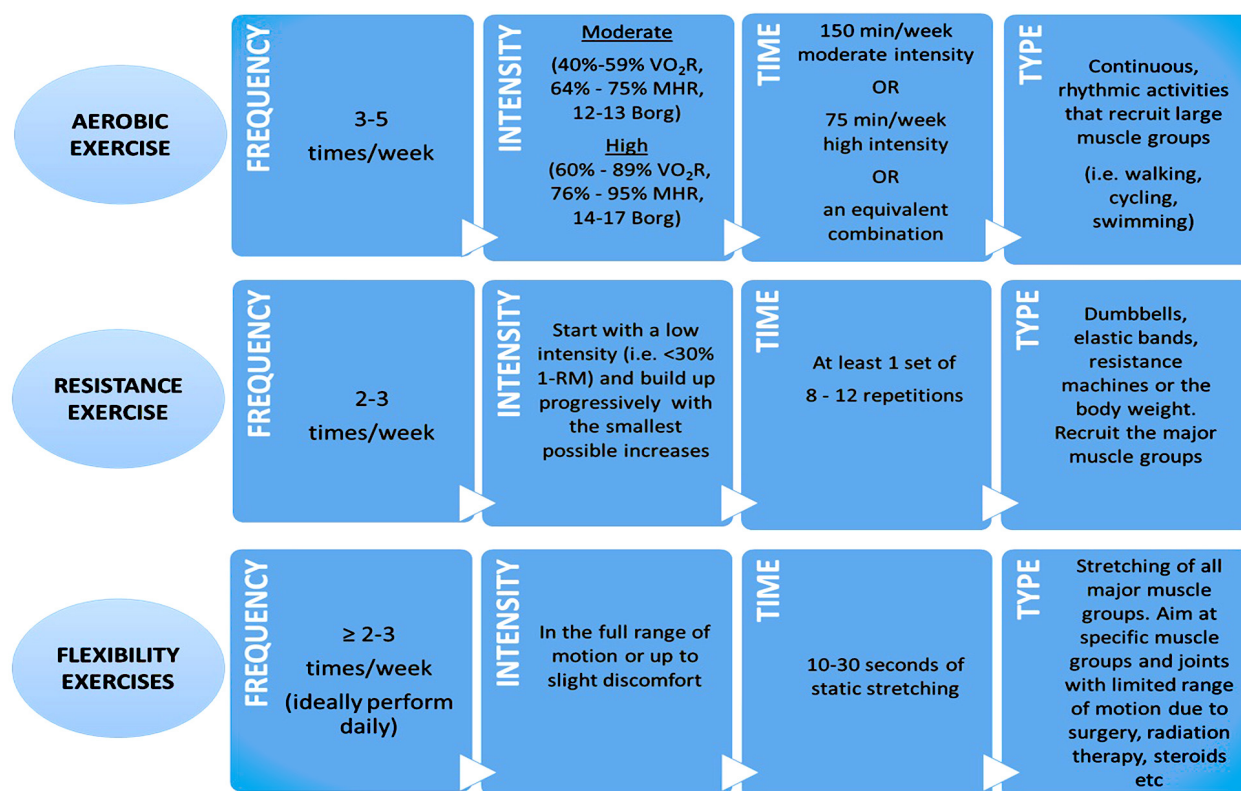 AEROBIC
EXERCISE
FREQUENCY
3-5
times/week
INTENSITY
Moderate
(40%-59% VO₂R,
64% - 75% MHR,
12-13 Borg)
High
(60% - 89% VO₂R,
76% - 95% MHR,
14-17 Borg)
TIME
150 min/week
moderate intensity
OR
75 min/week
high intensity
OR
an equivalent
combination
TYPE
Continuous,
rhythmic activities
that recruit large
muscle groups
(i.e. walking,
cycling,
swimming)
RESISTANCE
EXERCISE
FREQUENCY
2-3
times/week
INTENSITY
Start with a low
intensity (i.e. <30%
1-RM) and build up
progressively with
the smallest
possible increases
TIME
At least 1 set of
8 - 12 repetitions
TYPE
Dumbbells,
elastic bands,
resistance
machines or the
body weight.
Recruit the major
muscle groups
FLEXIBILITY
EXERCISES
FREQUENCY
≥ 2-3
times/week
(ideally perform
daily)
INTENSITY
In the full range of
motion or up to
slight discomfort
TIME
10-30 seconds of
static stretching
TYPE
Stretching of all
major muscle
groups. Aim at
specific muscle
groups and joints
with limited range
of motion due to
surgery, radiation
therapy, steroids
etc